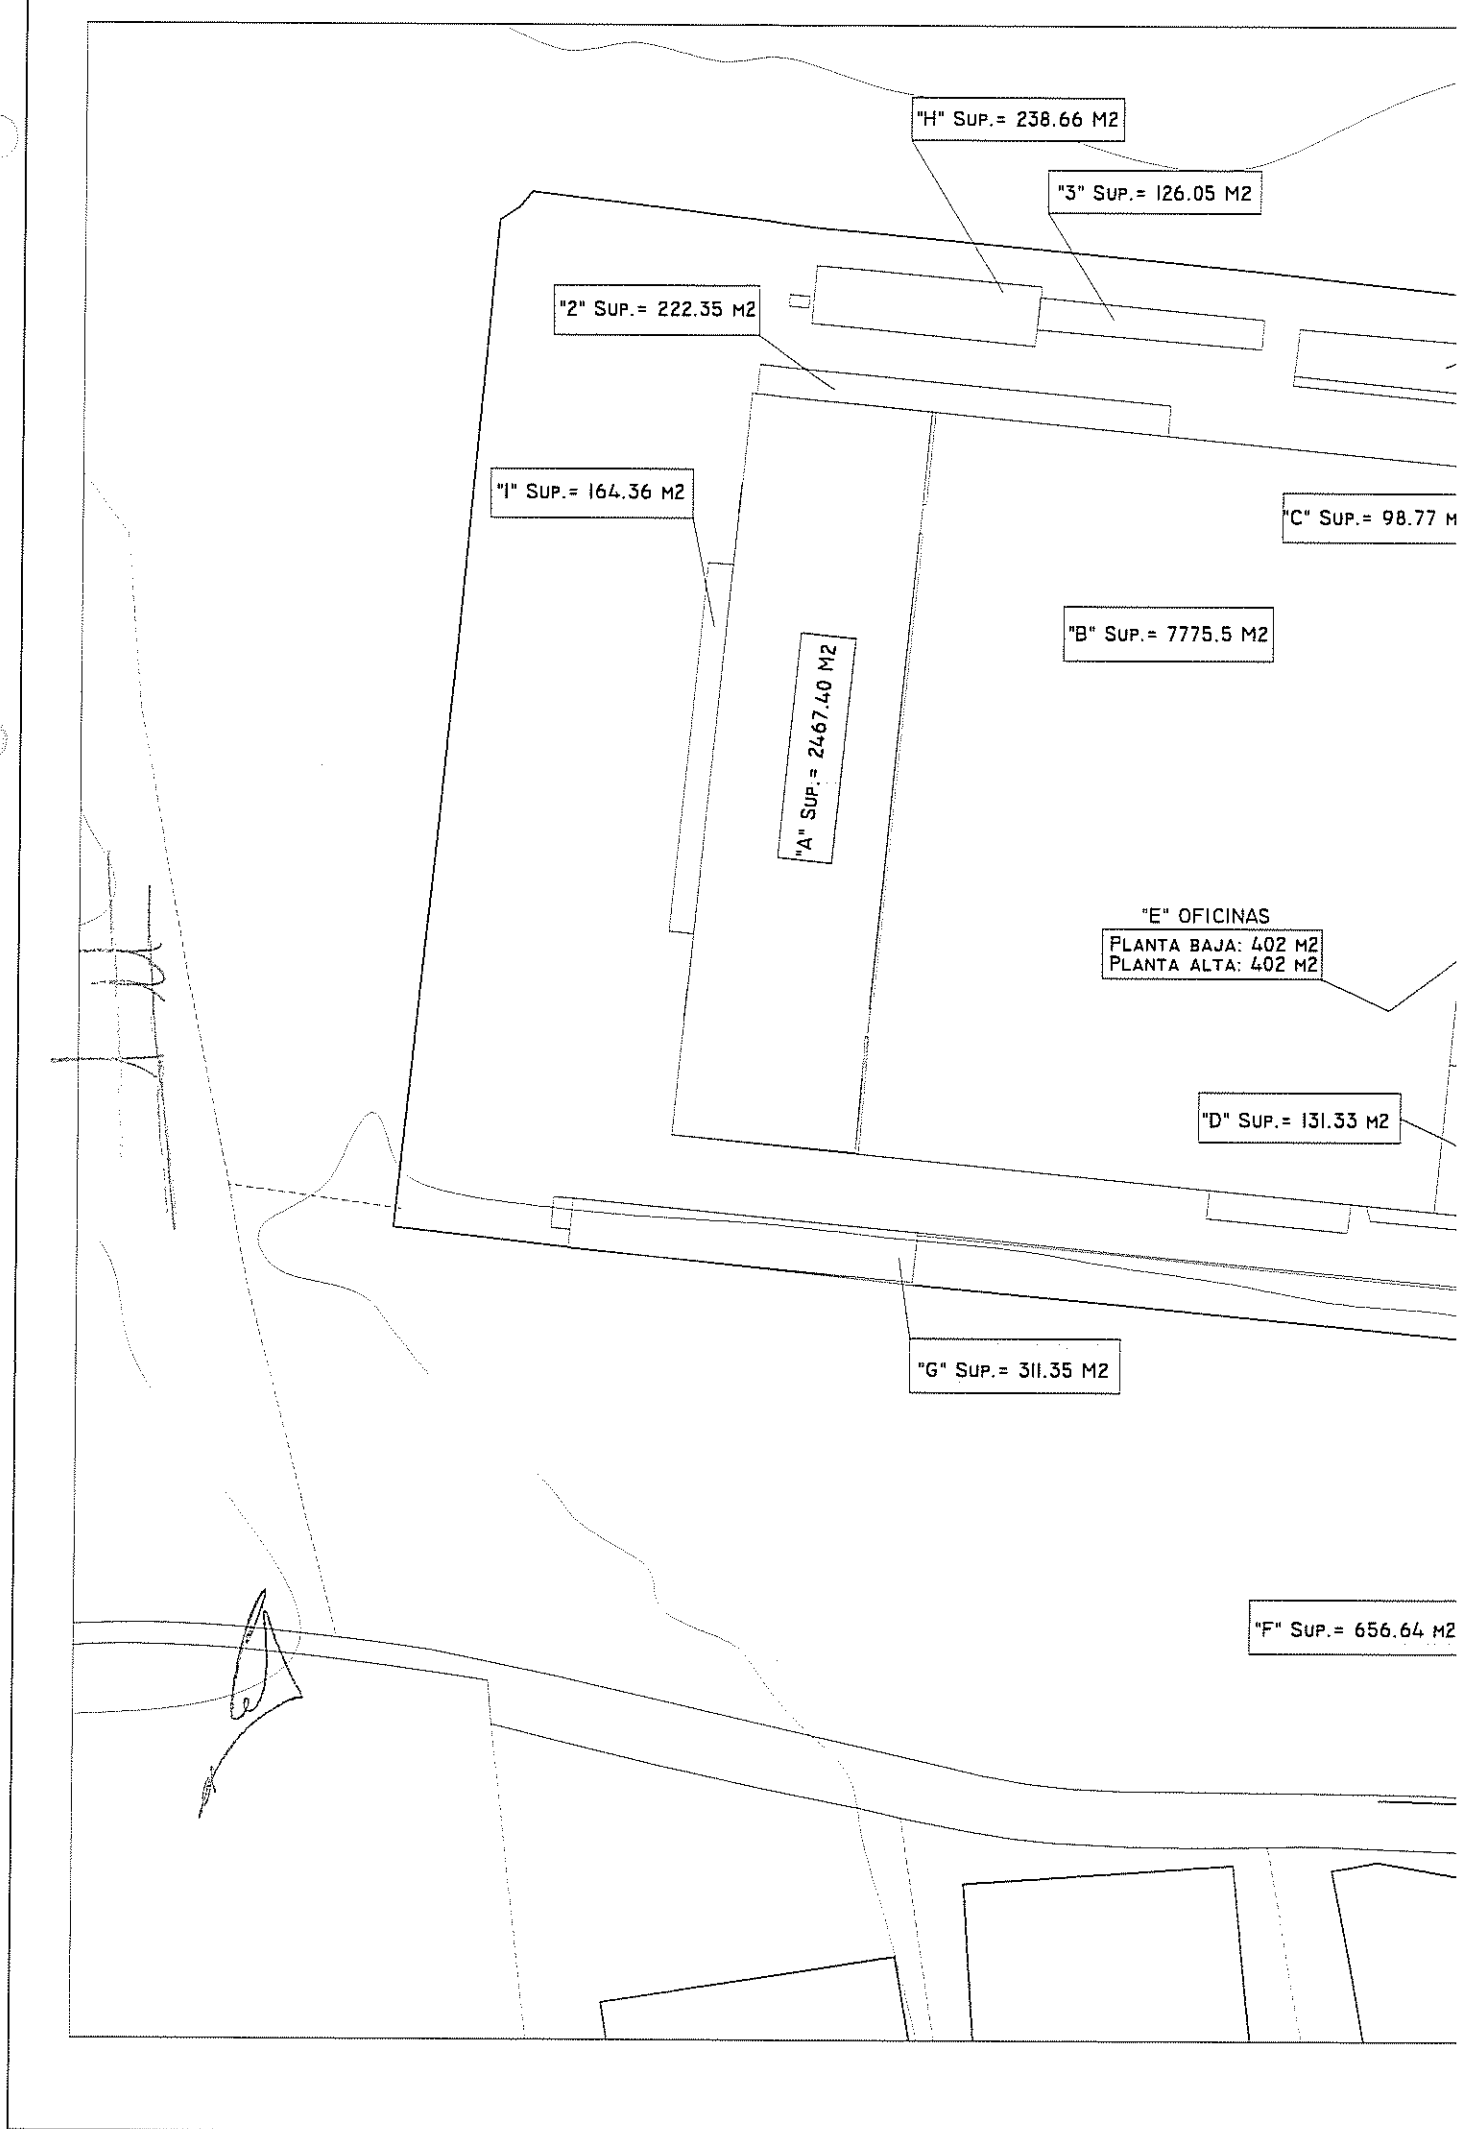 "H" SUP.= 238.66 M2
"3" SUP.= 126.05 M2
"2" SUP.= 222.35 M2
"1" SUP.= 164.36 M2
"C" SUP.= 98.77 M
"B" SUP.= 7775.5 M2
"A" SUP.= 2467.40 M2
"E" OFICINAS
PLANTA BAJA: 402 M2
PLANTA ALTA: 402 M2
"D" SUP.= 131.33 M2
"G" SUP.= 311.35 M2
"F" SUP.= 656.64 M2